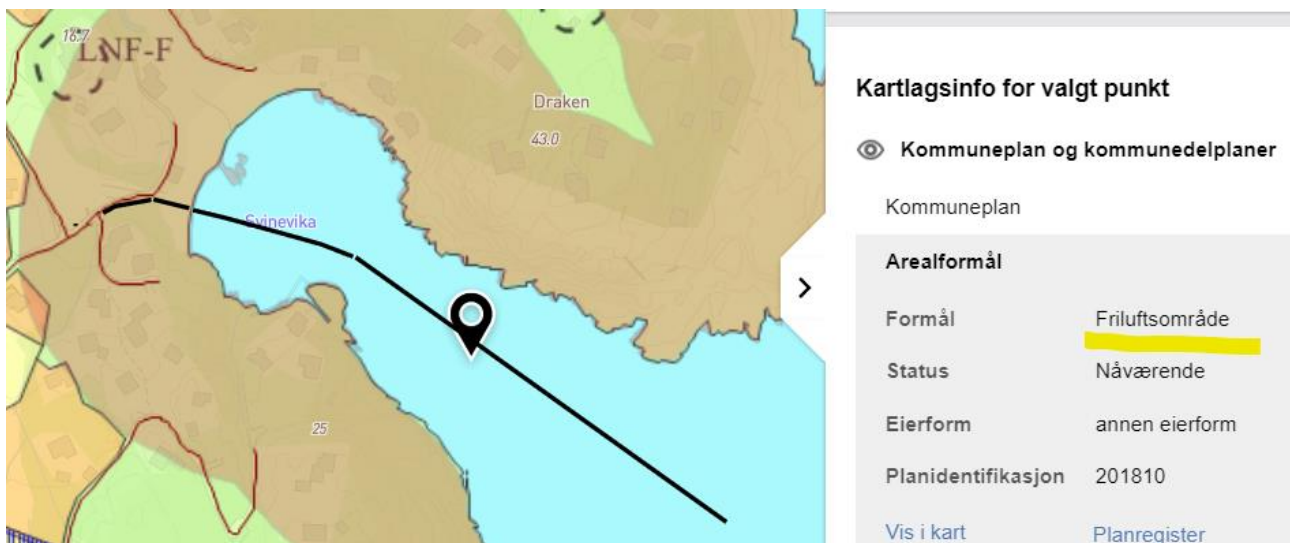 16.7
LNF-F
Draken
43.0
Svinevika
25
Kartlagsinfo for valgt punkt
Kommuneplan og kommunedelplaner
Kommuneplan
Arealformål
Formål Friluftsområde
Status Nåværende
Eierform annen eierform
Planidentifikasjon 201810
Vis i kart Planregister